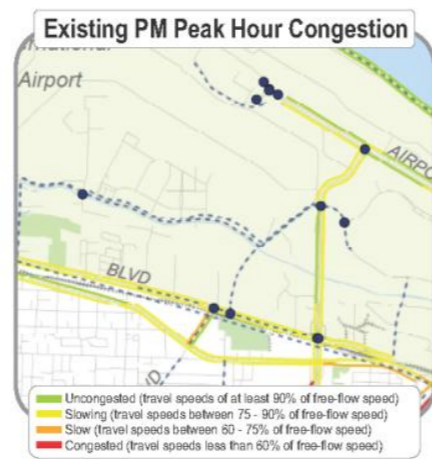 Existing PM Peak Hour Congestion
Airport
BLVD
Uncongested (travel speeds of at least 90% of free-flow speed)
Slowing (travel speeds between 75 - 90% of free-flow speed)
Slow (travel speeds between 60 - 75% of free-flow speed)
Congested (travel speeds less than 60% of free-flow speed)